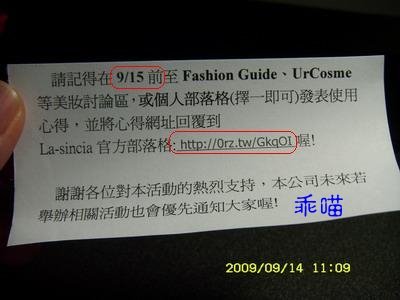 請記得在 9/15 前至 Fashion Guide、UrCosme
等美妝討論區，或個人部落格(擇一即可)發表使用
心得，並將心得網址回覆到
La-sincia 官方部落格: http://0rz.tw/GkqOI 喔!
謝謝各位對本活動的熱烈支持，本公司未來若
舉辦相關活動也會優先通知大家喔!
乖喵
2009/09/14 11:09